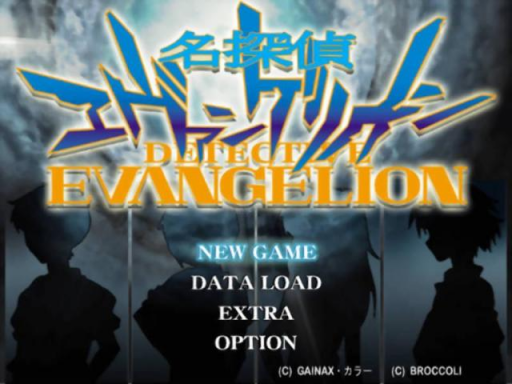 名探偵
ヱヴァンゲリオン
DETECTIVE
EVANGELION
NEW GAME
DATA LOAD
EXTRA
OPTION
(C) GAINAX・カラー (C) BROCCOLI